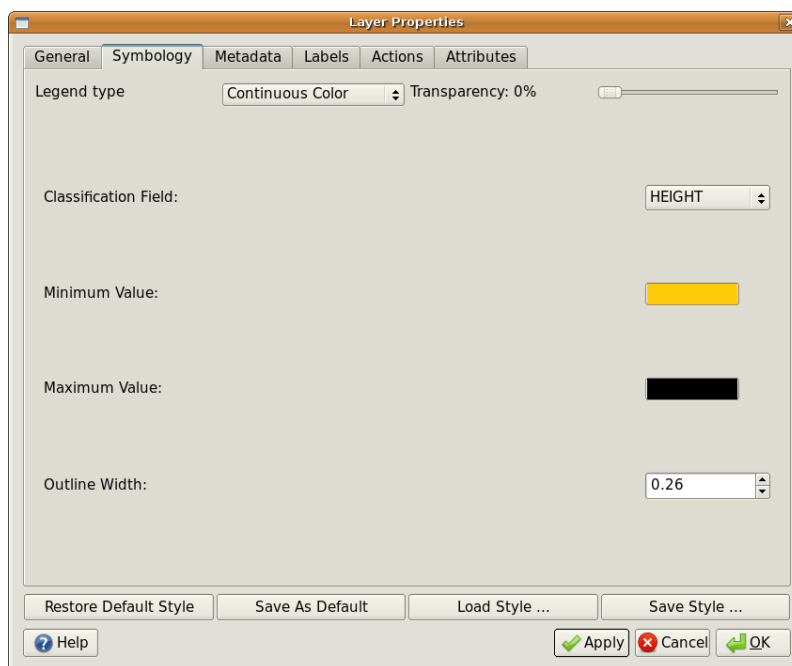 Layer Properties
General Symbology Metadata Labels Actions Attributes
Legend type Continuous Color Transparency: 0%
Classification Field: HEIGHT
Minimum Value:
Maximum Value:
Outline Width: 0.26
Restore Default Style Save As Default Load Style ... Save Style ...
Help Apply Cancel OK